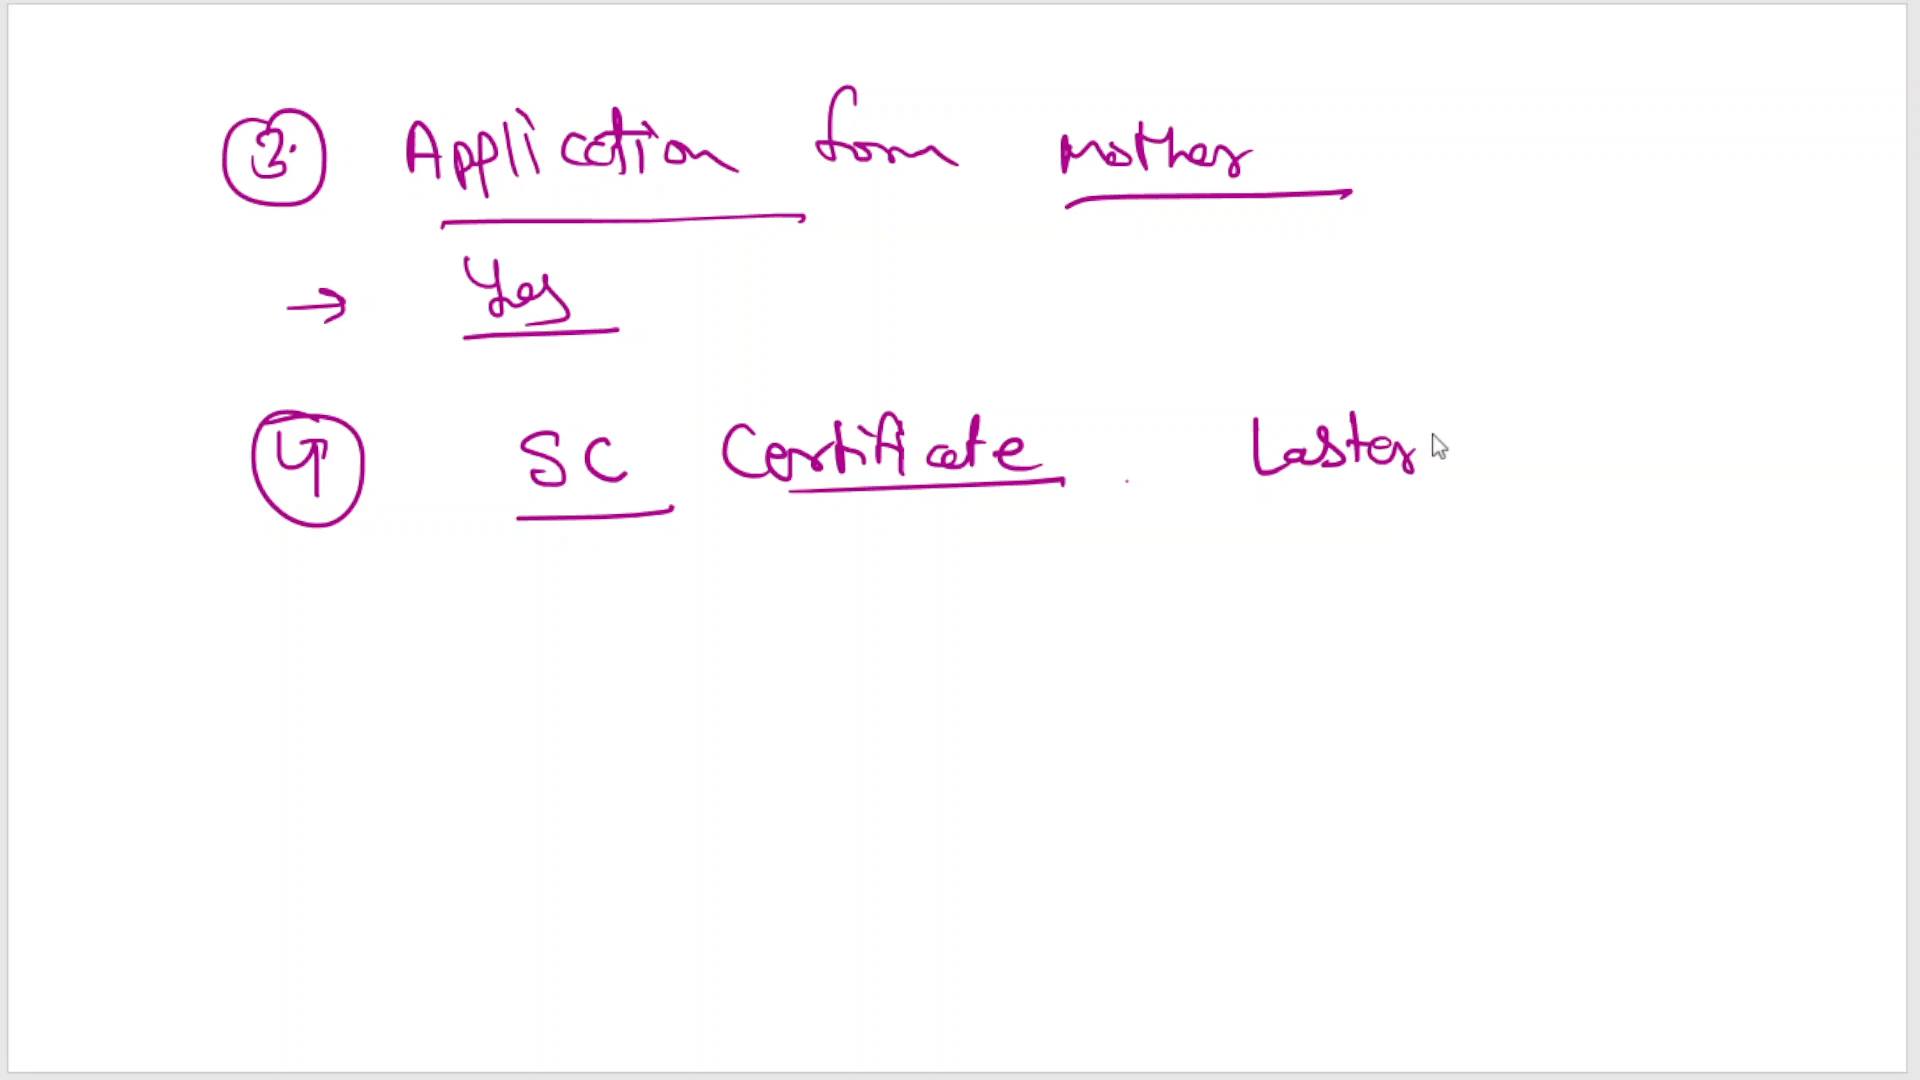 3. Application from mother
→ Yes
4 SC Certificate . Laster